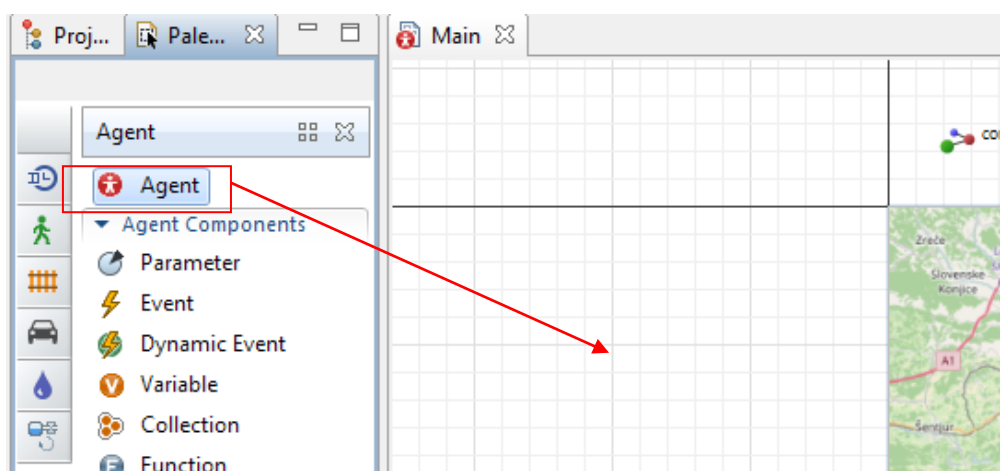 Proj...
Pale...
Main
Agent
Agent
Agent Components
Parameter
Event
Dynamic Event
Variable
Collection
Function
Zreče
Slovenske
Konjice
A1
Šentjur